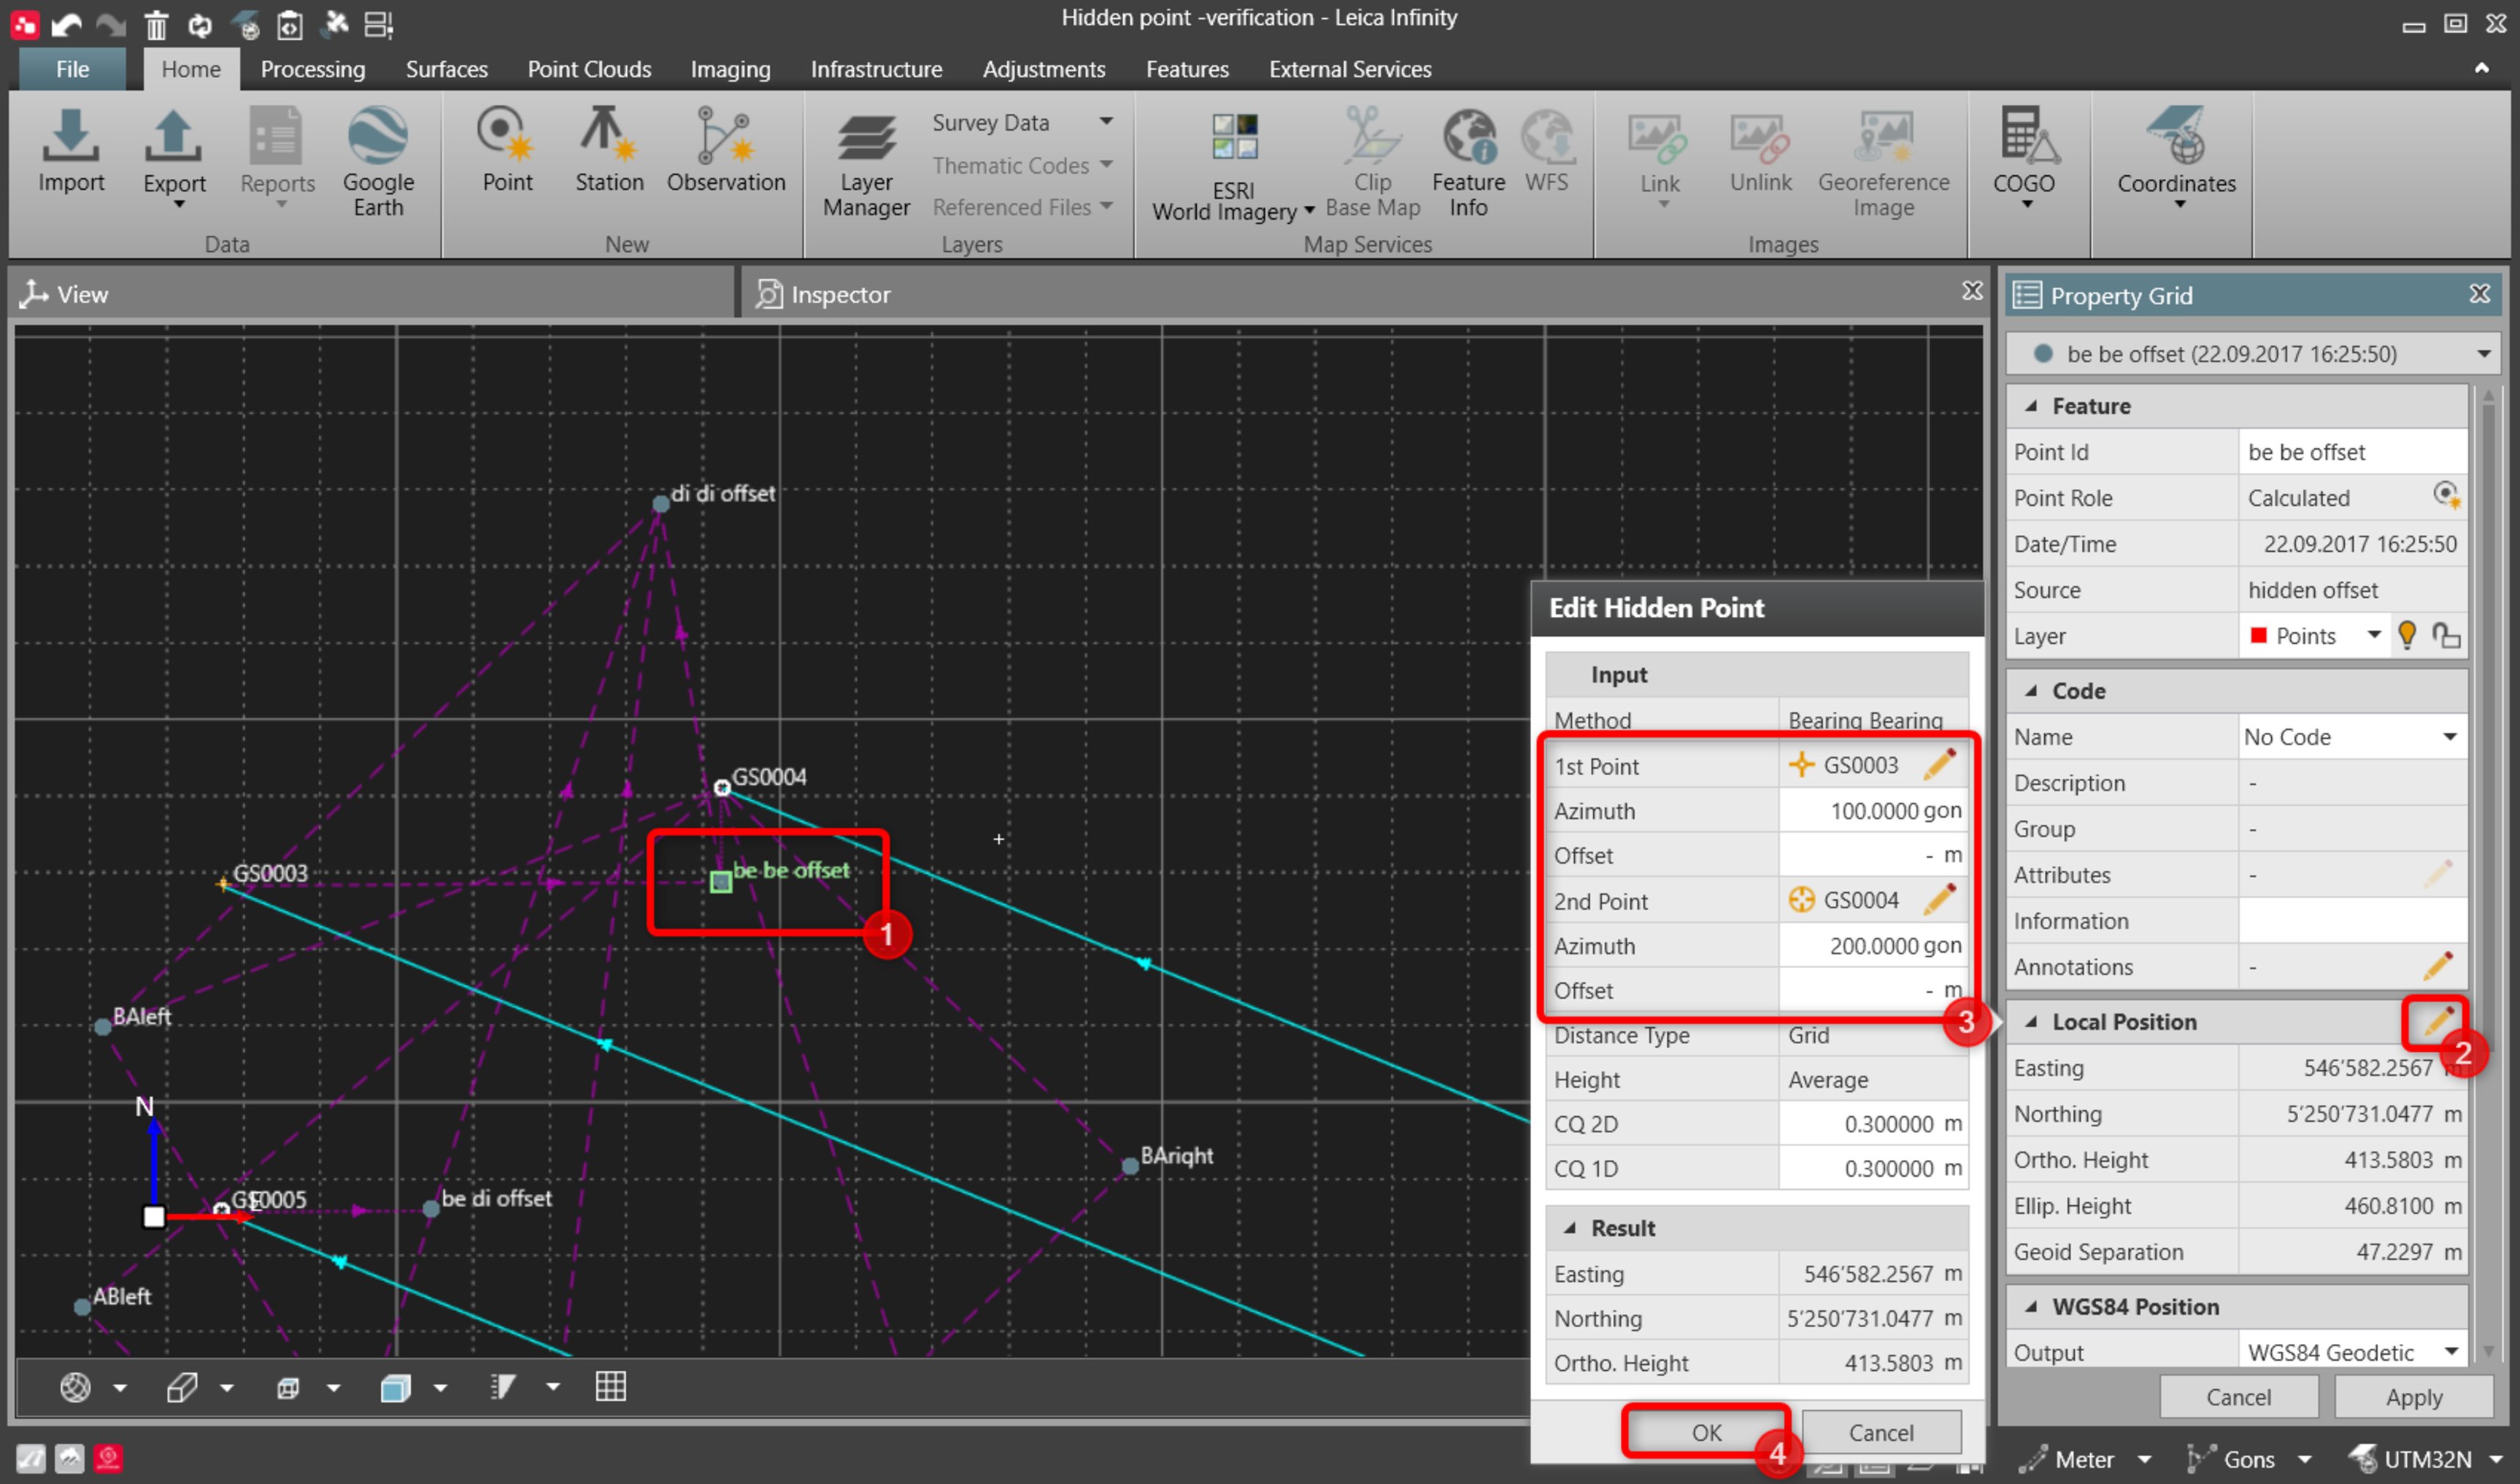 Hidden point -verification - Leica Infinity
File Home Processing Surfaces Point Clouds Imaging Infrastructure Adjustments Features External Services
Import Export Reports Google Earth
Data
Point Station Observation
New
Layer Manager
Survey Data
Thematic Codes
Referenced Files
Layers
ESRI World Imagery
Clip Base Map
Feature Info
WFS
Map Services
Link Unlink Georeference Image
Images
COGO
Coordinates
View
Inspector
di di offset
GS0004
GS0003
be be offset
1
BAleft
N
BAright
GS0005
E
be di offset
ABleft
Edit Hidden Point
Input
Method Bearing Bearing
1st Point GS0003
Azimuth 100.0000 gon
Offset - m
2nd Point GS0004
Azimuth 200.0000 gon
Offset - m
3
Distance Type Grid
Height Average
CQ 2D 0.300000 m
CQ 1D 0.300000 m
Result
Easting 546'582.2567 m
Northing 5'250'731.0477 m
Ortho. Height 413.5803 m
OK Cancel
4
Property Grid
be be offset (22.09.2017 16:25:50)
Feature
Point Id be be offset
Point Role Calculated
Date/Time 22.09.2017 16:25:50
Source hidden offset
Layer Points
Code
Name No Code
Description -
Group -
Attributes -
Information
Annotations -
Local Position
2
Easting 546'582.2567 m
Northing 5'250'731.0477 m
Ortho. Height 413.5803 m
Ellip. Height 460.8100 m
Geoid Separation 47.2297 m
WGS84 Position
Output WGS84 Geodetic
Cancel Apply
Meter Gons UTM32N